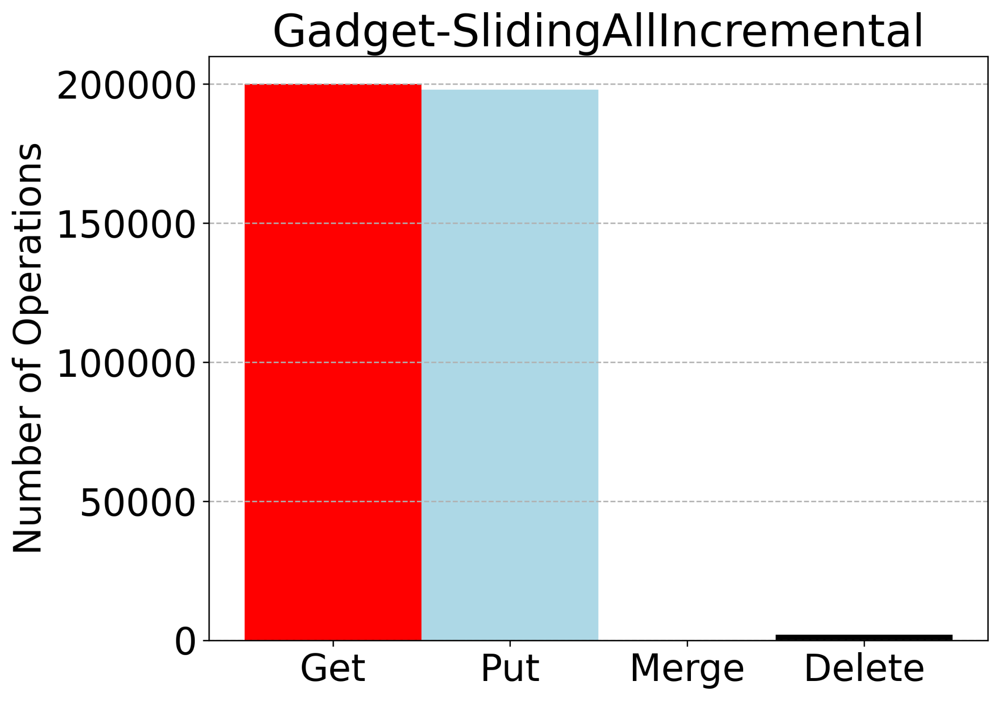 Gadget-SlidingAllIncremental
Number of Operations
200000
150000
100000
50000
0
Get Put Merge Delete